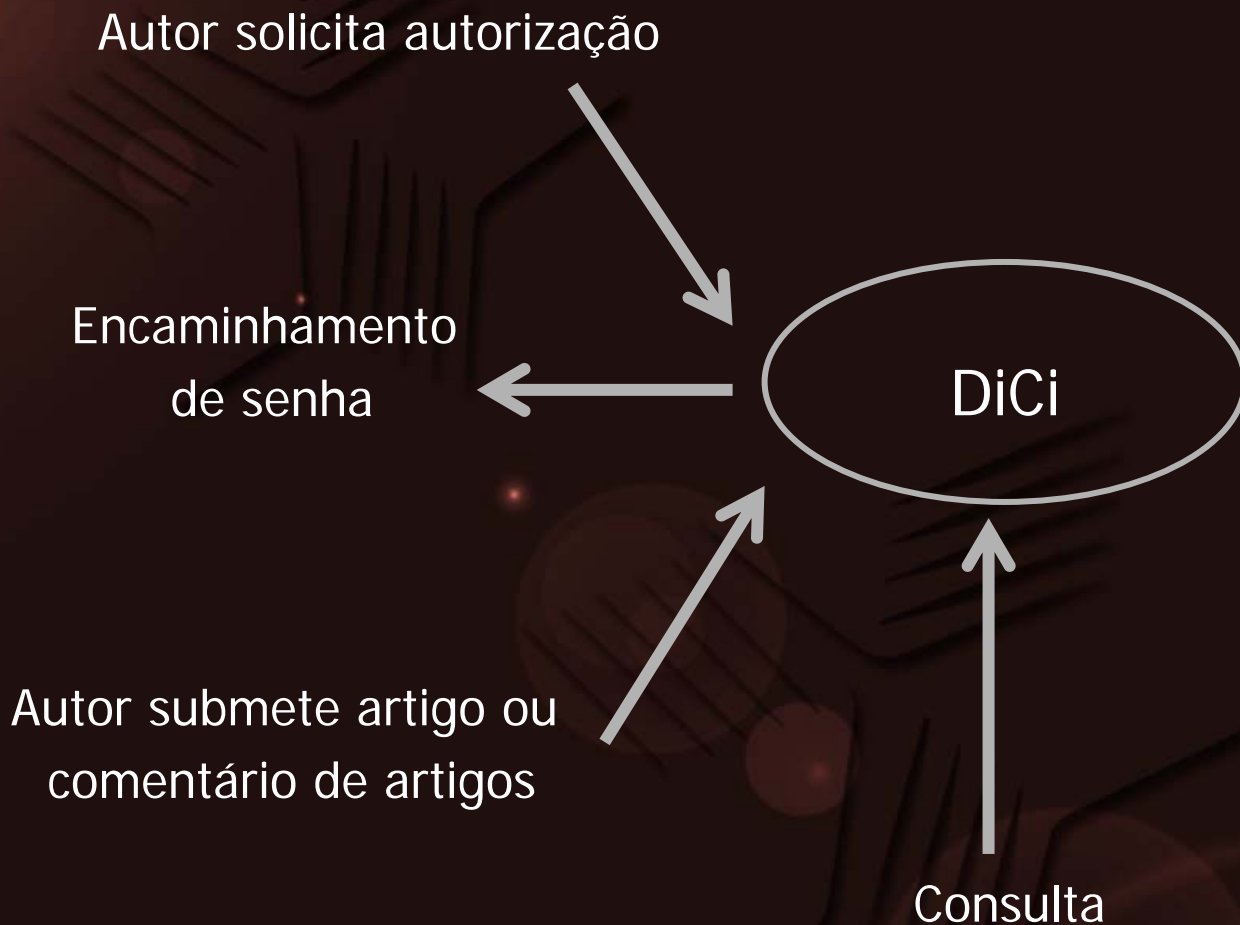 Autor solicita autorização
Encaminhamento
de senha
DiCi
Autor submete artigo ou
comentário de artigos
Consulta